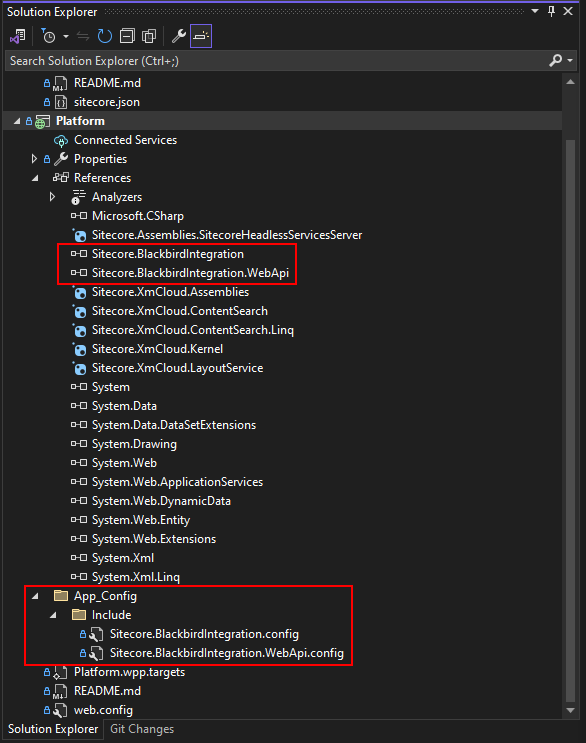 Solution Explorer
Search Solution Explorer (Ctrl+;)
README.md
sitecore.json
Platform
Connected Services
Properties
References
Analyzers
Microsoft.CSharp
Sitecore.Assemblies.SitecoreHeadlessServicesServer
Sitecore.BlackbirdIntegration
Sitecore.BlackbirdIntegration.WebApi
Sitecore.XmCloud.Assemblies
Sitecore.XmCloud.ContentSearch
Sitecore.XmCloud.ContentSearch.Linq
Sitecore.XmCloud.Kernel
Sitecore.XmCloud.LayoutService
System
System.Data
System.Data.DataSetExtensions
System.Drawing
System.Web
System.Web.ApplicationServices
System.Web.DynamicData
System.Web.Entity
System.Web.Extensions
System.Xml
System.Xml.Linq
App_Config
Include
Sitecore.BlackbirdIntegration.config
Sitecore.BlackbirdIntegration.WebApi.config
Platform.wpp.targets
README.md
web.config
Solution Explorer Git Changes